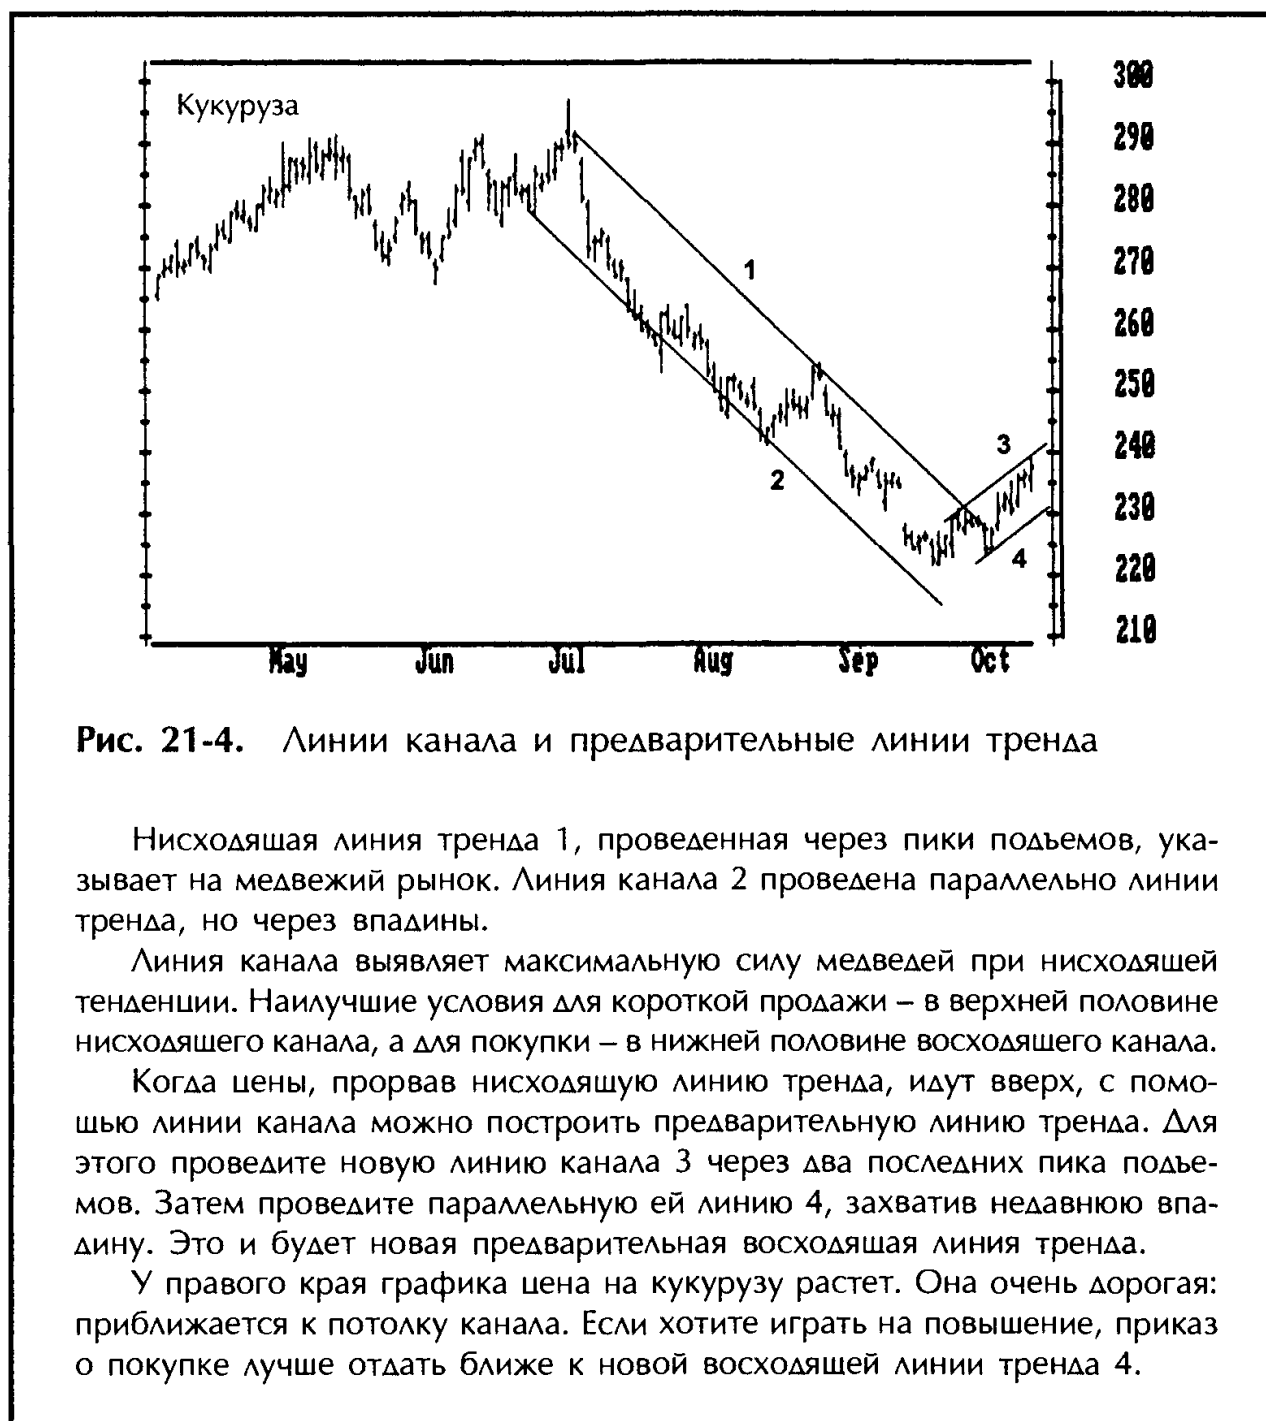 Кукуруза
300
290
280
270
260
250
240
230
220
210
1
2
3
4
May Jun Jul Aug Sep Oct
Рис. 21-4. Линии канала и предварительные линии тренда
Нисходящая линия тренда 1, проведенная через пики подъемов, ука-
зывает на медвежий рынок. Линия канала 2 проведена параллельно линии
тренда, но через впадины.
Линия канала выявляет максимальную силу медведей при нисходящей
тенденции. Наилучшие условия для короткой продажи – в верхней половине
нисходящего канала, а для покупки – в нижней половине восходящего канала.
Когда цены, прорвав нисходящую линию тренда, идут вверх, с помо-
щью линии канала можно построить предварительную линию тренда. Для
этого проведите новую линию канала 3 через два последних пика подъе-
мов. Затем проведите параллельную ей линию 4, захватив недавнюю впа-
дину. Это и будет новая предварительная восходящая линия тренда.
У правого края графика цена на кукурузу растет. Она очень дорогая:
приближается к потолку канала. Если хотите играть на повышение, приказ
о покупке лучше отдать ближе к новой восходящей линии тренда 4.